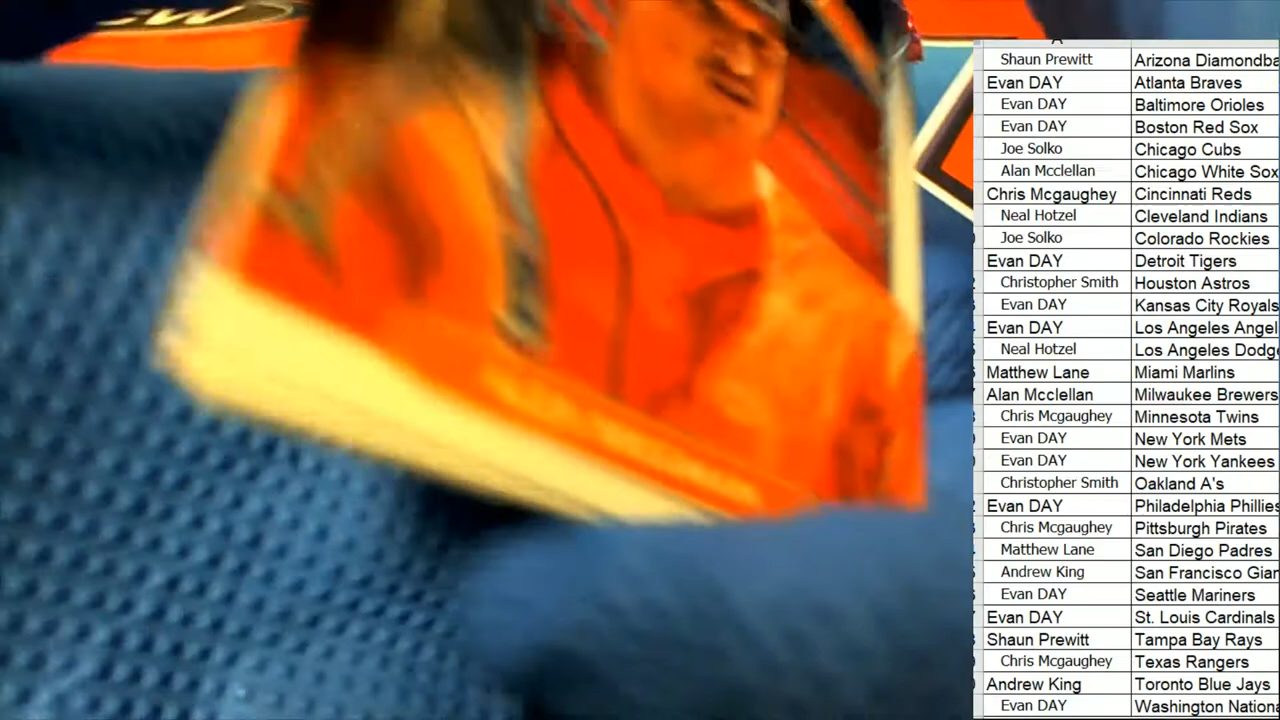 Shaun Prewitt Arizona Diamondba
Evan DAY Atlanta Braves
Evan DAY Baltimore Orioles
Evan DAY Boston Red Sox
Joe Solko Chicago Cubs
Alan Mcclellan Chicago White Sox
Chris Mcgaughey Cincinnati Reds
Neal Hotzel Cleveland Indians
Joe Solko Colorado Rockies
Evan DAY Detroit Tigers
Christopher Smith Houston Astros
Evan DAY Kansas City Royals
Evan DAY Los Angeles Angel
Neal Hotzel Los Angeles Dodge
Matthew Lane Miami Marlins
Alan Mcclellan Milwaukee Brewers
Chris Mcgaughey Minnesota Twins
Evan DAY New York Mets
Evan DAY New York Yankees
Christopher Smith Oakland A's
Evan DAY Philadelphia Phillies
Chris Mcgaughey Pittsburgh Pirates
Matthew Lane San Diego Padres
Andrew King San Francisco Gian
Evan DAY Seattle Mariners
Evan DAY St. Louis Cardinals
Shaun Prewitt Tampa Bay Rays
Chris Mcgaughey Texas Rangers
Andrew King Toronto Blue Jays
Evan DAY Washington Nationa